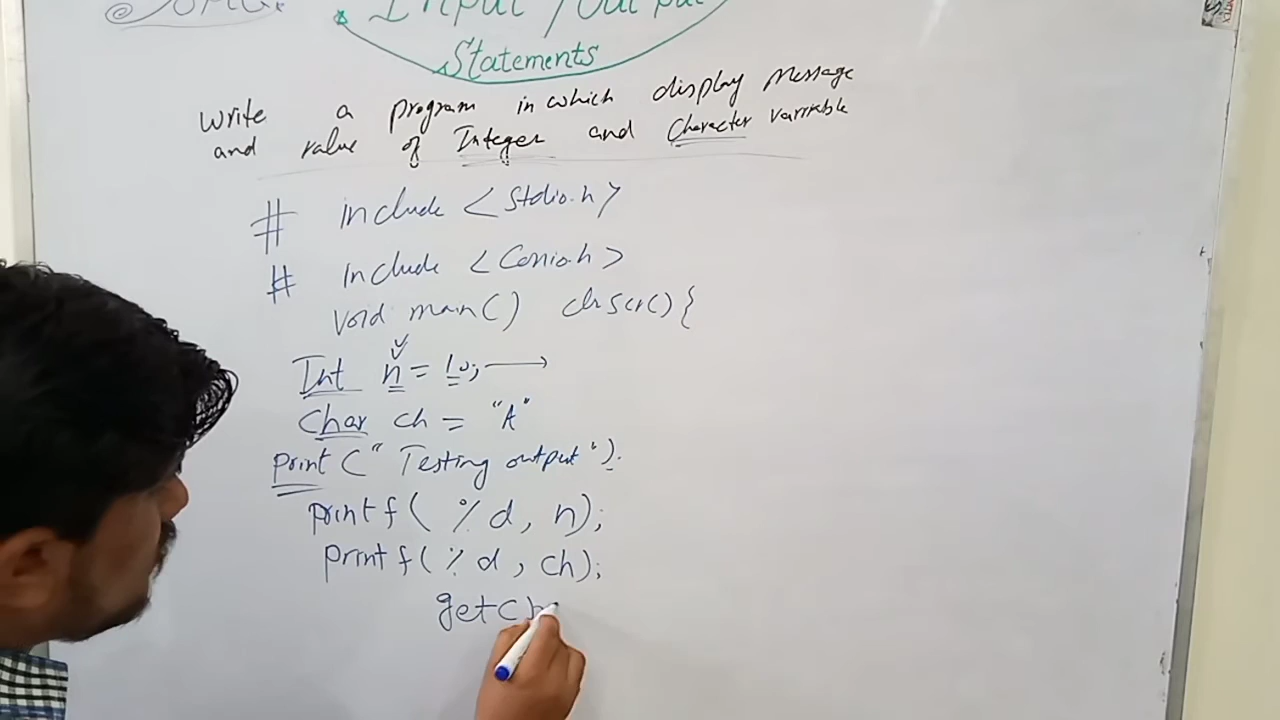 Input / Output
Statements
Write a program in which display Message
and value of Integer and Character varriable
# include < Stdio.h >
# include < Conio.h >
void main() clrscr() {
Int n = 10;
Char ch = "A"
Print (" Testing output").
printf( % d, n);
printf( % d, ch);
getch